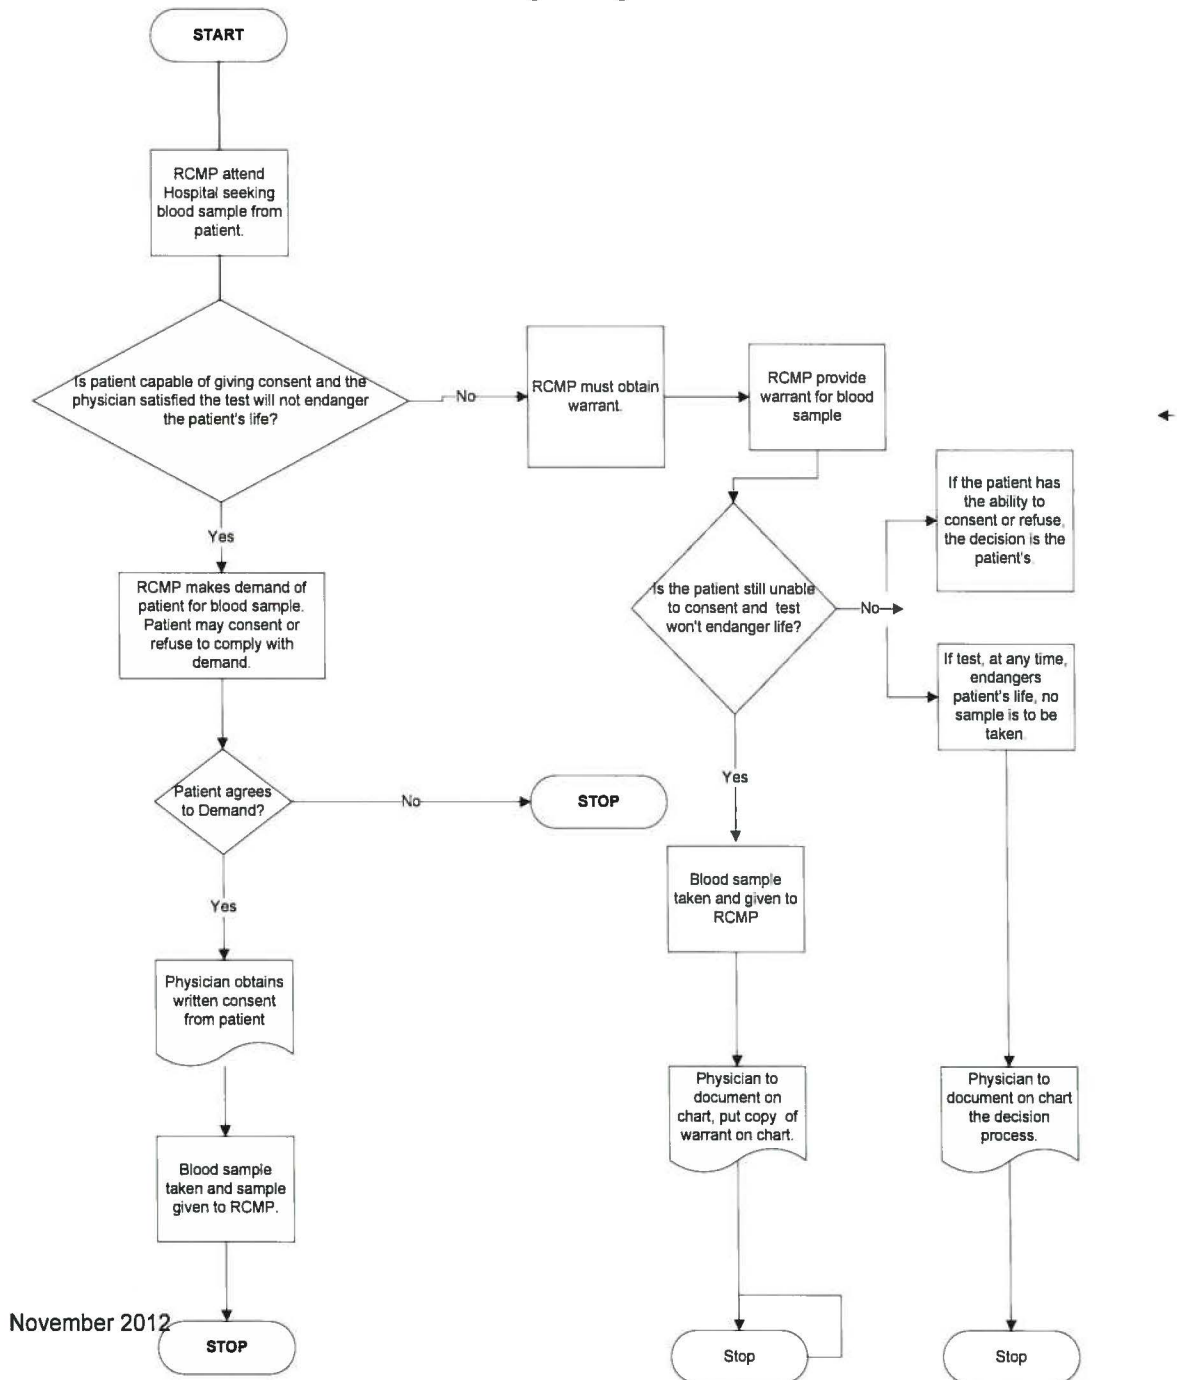 START
RCMP attend
Hospital seeking
blood sample from
patient.
Is patient capable of giving consent and the
physician satisfied the test will not endanger
the patient's life?
No
RCMP must obtain
warrant.
RCMP provide
warrant for blood
sample
If the patient has
the ability to
consent or refuse,
the decision is the
patient's.
Yes
RCMP makes demand of
patient for blood sample.
Patient may consent or
refuse to comply with
demand.
Is the patient still unable
to consent and test
won't endanger life?
No
If test, at any time,
endangers
patient's life, no
sample is to be
taken.
Patient agrees
to Demand?
No
STOP
Yes
Blood sample
taken and given to
RCMP
Yes
Physician obtains
written consent
from patient
Physician to
document on
chart, put copy of
warrant on chart.
Physician to
document on chart
the decision
process.
Blood sample
taken and sample
given to RCMP.
November 2012
STOP
Stop
Stop